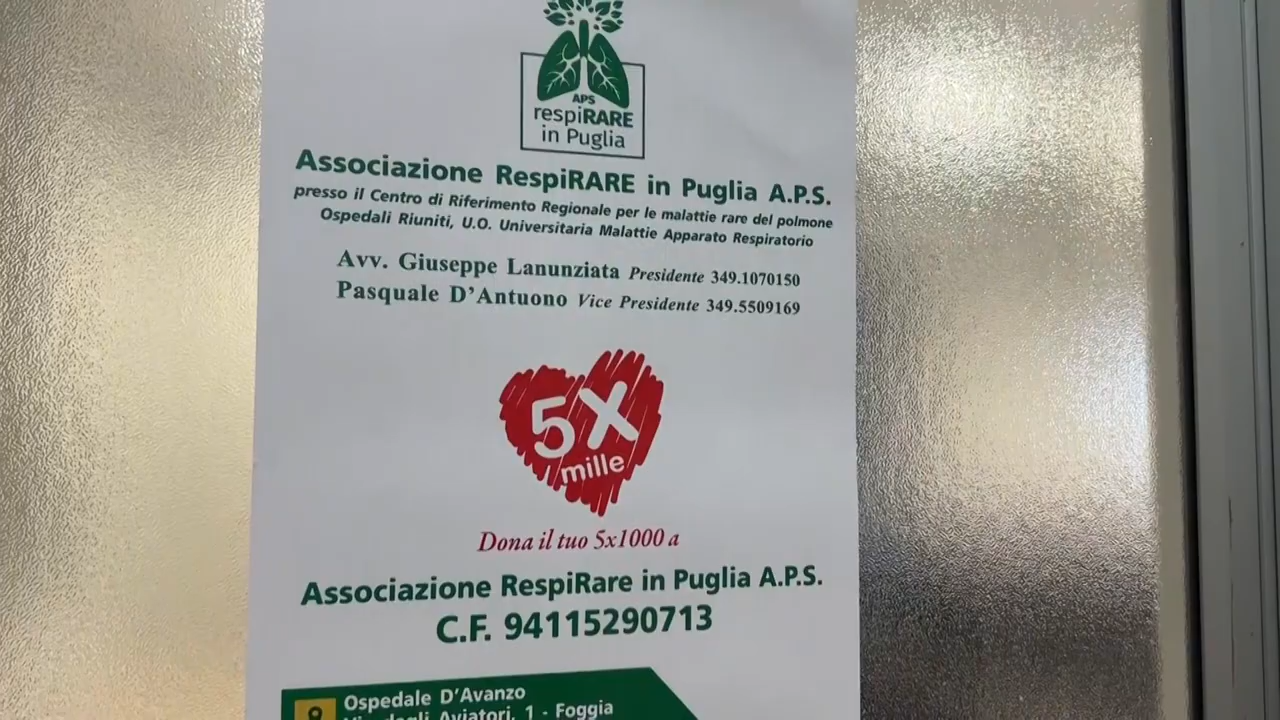 APS
respiRARE
in Puglia
Associazione RespiRARE in Puglia A.P.S.
presso il Centro di Riferimento Regionale per le malattie rare del polmone
Ospedali Riuniti, U.O. Universitaria Malattie Apparato Respiratorio
Avv. Giuseppe Lanunziata Presidente 349.1070150
Pasquale D'Antuono Vice Presidente 349.5509169
5X
mille
Dona il tuo 5x1000 a
Associazione RespiRare in Puglia A.P.S.
C.F. 94115290713
Ospedale D'Avanzo
Via degli Aviatori, 1 - Foggia